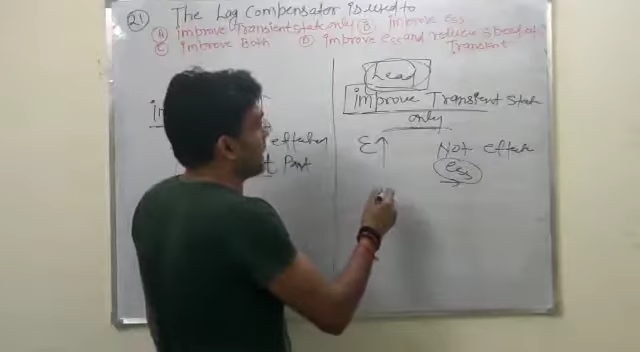 21) The Lag Compensator is used to
(A) improve Transient state only (B) improve ess
(C) improve Both (D) improve ess and reduce speed of Transient
Lead
improve Transient state
only
ξ↑ Not effect
ess
Part